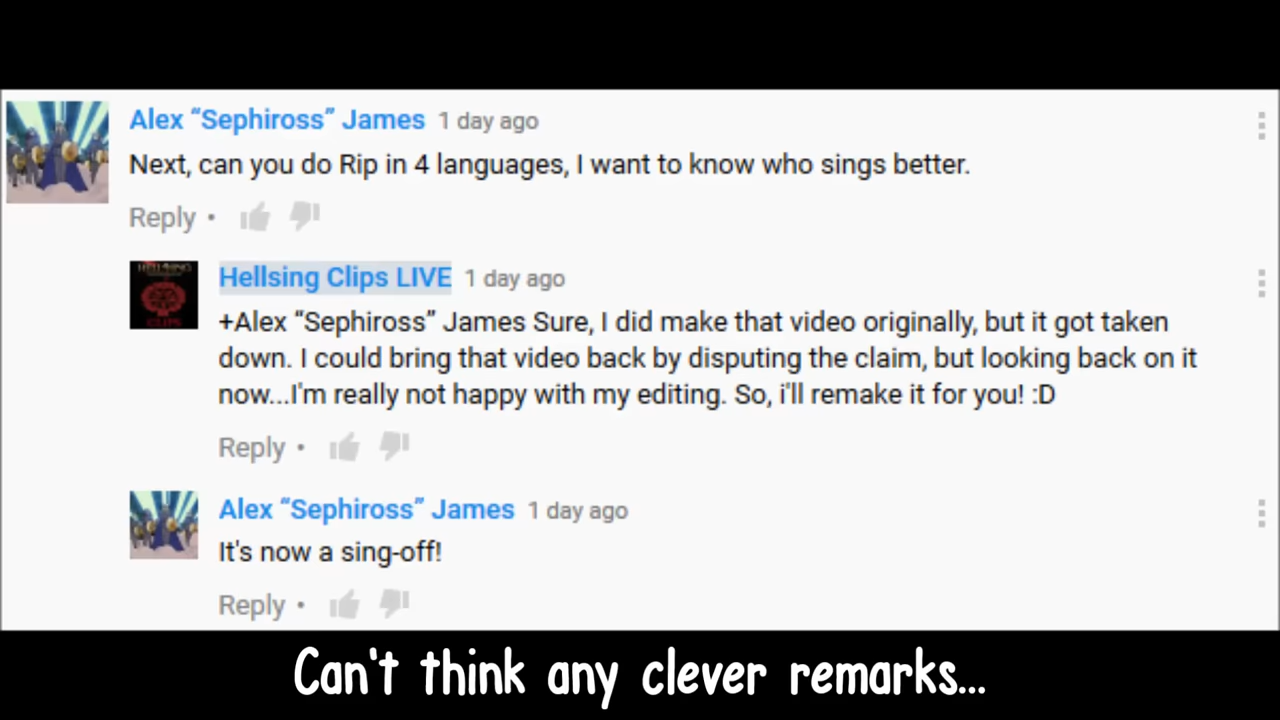 Alex “Sephiross” James 1 day ago
Next, can you do Rip in 4 languages, I want to know who sings better.
Reply •
HELLSING
CLIPS
Hellsing Clips LIVE 1 day ago
+Alex “Sephiross” James Sure, I did make that video originally, but it got taken
down. I could bring that video back by disputing the claim, but looking back on it
now...I'm really not happy with my editing. So, i'll remake it for you! :D
Reply •
Alex “Sephiross” James 1 day ago
It's now a sing-off!
Reply •
Can't think any clever remarks...